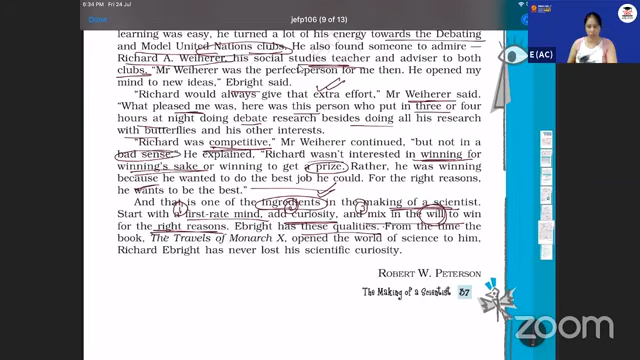 6:34 PM Fri 24 Jul
jefp106 (9 of 13)
learning was easy, he turned a lot of his energy towards the Debating
and Model United Nations clubs. He also found someone to admire —
Richard A. Weiherer, his social studies teacher and adviser to both
clubs. “Mr Weiherer was the perfect person for me then. He opened my
mind to new ideas,” Ebright said.
“Richard would always give that extra effort,” Mr Weiherer said.
“What pleased me was, here was this person who put in three or four
hours at night doing debate research besides doing all his research
with butterflies and his other interests.
“Richard was competitive,” Mr Weiherer continued, “but not in a
bad sense.” He explained, “Richard wasn’t interested in winning for
winning’s sake or winning to get a prize. Rather, he was winning
because he wanted to do the best job he could. For the right reasons,
he wants to be the best.”
And that is one of the ingredients in the making of a scientist.
Start with a first-rate mind, add curiosity, and mix in the will to win
for the right reasons. Ebright has these qualities. From the time the
book, The Travels of Monarch X, opened the world of science to him,
Richard Ebright has never lost his scientific curiosity.
ROBERT W. PETERSON
The Making of a Scientist 37
E (AC)
zoom